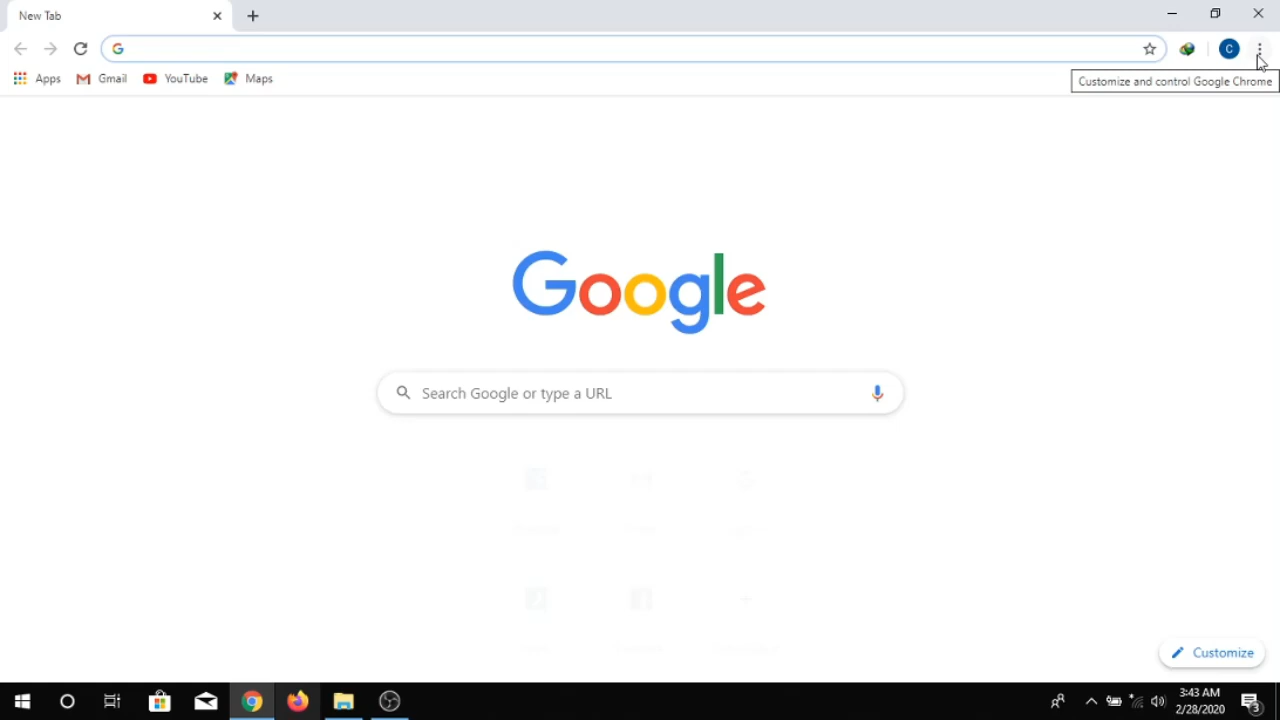 New Tab
Apps Gmail YouTube Maps
Customize and control Google Chrome
C
Google
Search Google or type a URL
Customize
3:43 AM
2/28/2020
3